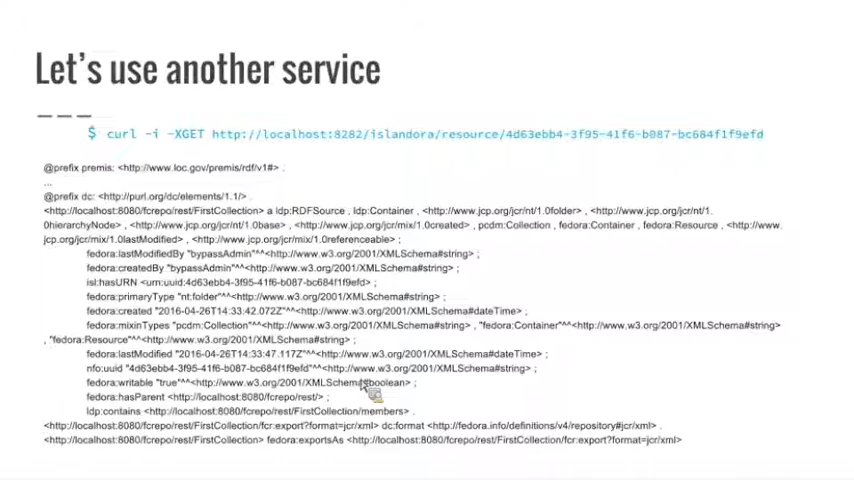 Let's use another service
$ curl -i -XGET http://localhost:8282/islandora/resource/4d63ebb4-3f95-41f6-b087-bc684f1f9efd
@prefix premis: <http://www.loc.gov/premis/rdf/v1#> .
...
@prefix dc: <http://purl.org/dc/elements/1.1/> .
<http://localhost:8080/fcrepo/rest/FirstCollection> a ldp:RDFSource , ldp:Container , <http://www.jcp.org/jcr/nt/1.0folder> , <http://www.jcp.org/jcr/nt/1.
0hierarchyNode> , <http://www.jcp.org/jcr/nt/1.0base> , <http://www.jcp.org/jcr/mix/1.0created> , pcdm:Collection , fedora:Container , fedora:Resource , <http://www.
jcp.org/jcr/mix/1.0lastModified> , <http://www.jcp.org/jcr/mix/1.0referenceable> ;
fedora:lastModifiedBy "bypassAdmin"^^<http://www.w3.org/2001/XMLSchema#string> ;
fedora:createdBy "bypassAdmin"^^<http://www.w3.org/2001/XMLSchema#string> ;
isl:hasURN <urn:uuid:4d63ebb4-3f95-41f6-b087-bc684f1f9efd> ;
fedora:primaryType "nt:folder"^^<http://www.w3.org/2001/XMLSchema#string> ;
fedora:created "2016-04-26T14:33:42.072Z"^^<http://www.w3.org/2001/XMLSchema#dateTime> ;
fedora:mixinTypes "pcdm:Collection"^^<http://www.w3.org/2001/XMLSchema#string> , "fedora:Container"^^<http://www.w3.org/2001/XMLSchema#string>
, "fedora:Resource"^^<http://www.w3.org/2001/XMLSchema#string> ;
fedora:lastModified "2016-04-26T14:33:47.117Z"^^<http://www.w3.org/2001/XMLSchema#dateTime> ;
nfo:uuid "4d63ebb4-3f95-41f6-b087-bc684f1f9efd"^^<http://www.w3.org/2001/XMLSchema#string> ;
fedora:writable "true"^^<http://www.w3.org/2001/XMLSchema#boolean> ;
fedora:hasParent <http://localhost:8080/fcrepo/rest/> ;
ldp:contains <http://localhost:8080/fcrepo/rest/FirstCollection/members> .
<http://localhost:8080/fcrepo/rest/FirstCollection/fcr:export?format=jcr/xml> dc:format <http://fedora.info/definitions/v4/repository#jcr/xml> .
<http://localhost:8080/fcrepo/rest/FirstCollection> fedora:exportsAs <http://localhost:8080/fcrepo/rest/FirstCollection/fcr:export?format=jcr/xml>